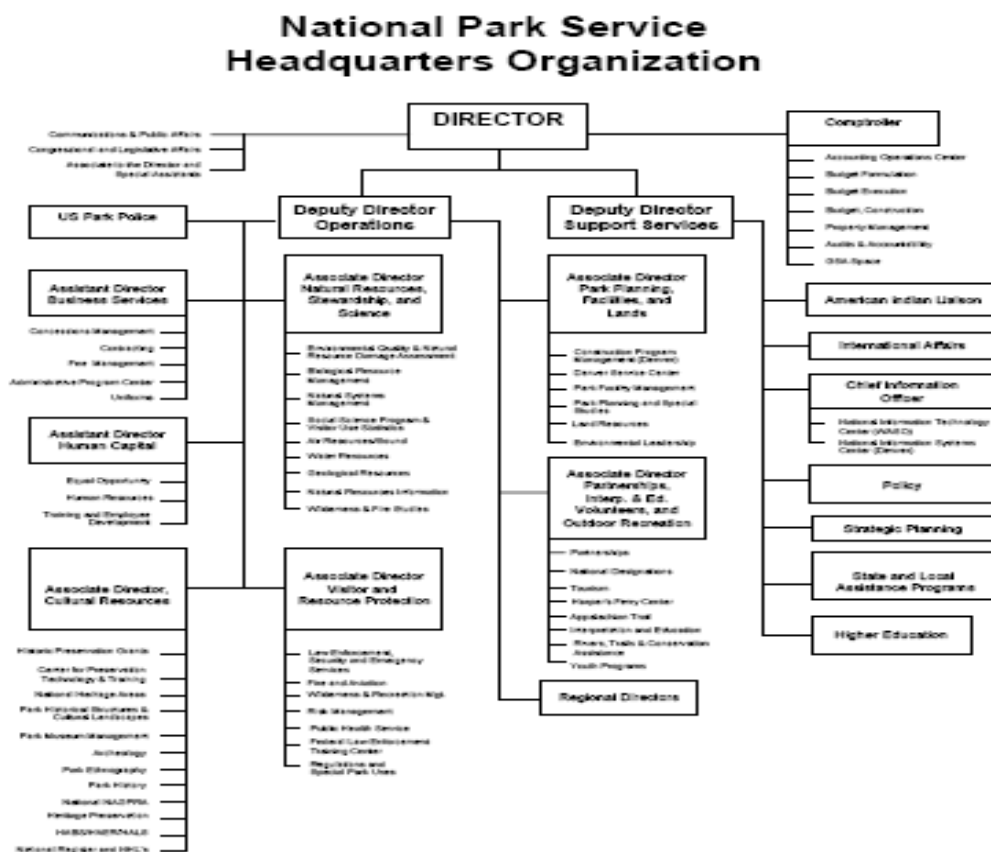 National Park Service
Headquarters Organization
DIRECTOR
Communications & Public Affairs
Congressional and Legislative Affairs
Associate to the Director and
Special Assistants
Comptroller
Accounting Operations Center
Budget Formulation
Budget Execution
Budget, Construction
Property Management
Audits & Accountability
GSA Space
US Park Police
Deputy Director
Operations
Deputy Director
Support Services
Assistant Director
Business Services
Concessions Management
Contracting
Fee Management
Administrative Program Center
Uniforms
Assistant Director
Human Capital
Equal Opportunity
Human Resources
Training and Employee
Development
Associate Director,
Cultural Resources
Historic Preservation Grants
Center for Preservation
Technology & Training
National Heritage Areas
Park Historical Structures &
Cultural Landscapes
Park Museum Management
Archeology
Park Ethnography
Park History
National NAGPRA
Heritage Preservation
HABS/HAER/HALS
National Register and NHL's
Associate Director
Natural Resources,
Stewardship, and
Science
Environmental Quality & Natural
Resource Damage Assessment
Biological Resource
Management
Natural Systems
Management
Social Science Program &
Visitor Use Statistics
Air Resources/Sound
Water Resources
Geological Resources
Natural Resources Information
Wilderness & Fire Studies
Associate Director
Visitor and
Resource Protection
Law Enforcement,
Security and Emergency
Services
Fire and Aviation
Wilderness & Recreation Mgt.
Risk Management
Public Health Service
Federal Law Enforcement
Training Center
Regulations and
Special Park Uses
Associate Director
Park Planning,
Facilities, and
Lands
Construction Program
Management (Denver)
Denver Service Center
Park Facility Management
Park Planning and Special
Studies
Land Resources
Environmental Leadership
Associate Director
Partnerships,
Interp. & Ed.
Volunteers, and
Outdoor Recreation
Partnerships
National Designations
Tourism
Harper's Ferry Center
Appalachian Trail
Interpretation and Education
Rivers, Trails & Conservation
Assistance
Youth Programs
Regional Directors
American Indian Liaison
International Affairs
Chief Information
Officer
National Information Technology
Center (WASO)
National Information Systems
Center (Denver)
Policy
Strategic Planning
State and Local
Assistance Programs
Higher Education